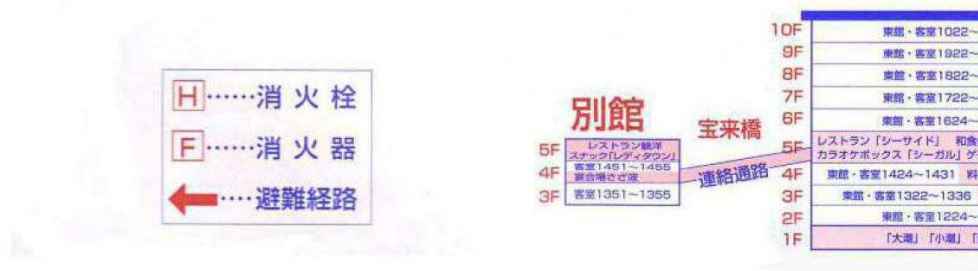 H……消火栓
F……消火器
····避難経路
別館
5F レストラン観洋
スナック「レディタウン」
4F 客室1451~1455
宴会場さざ波
3F 客室1351~1355
宝来橋
連絡通路
10F 東館・客室1022~
9F 東館・客室1922~
8F 東館・客室1822~
7F 東館・客室1722~
6F 東館・客室1624~
5F レストラン「シーサイド」 和食
カラオケボックス「シーガル」ゲ
4F 東館・客室1424~1431 料
3F 東館・客室1322~1336
2F 東館・客室1224~
1F 「大潮」「小潮」「